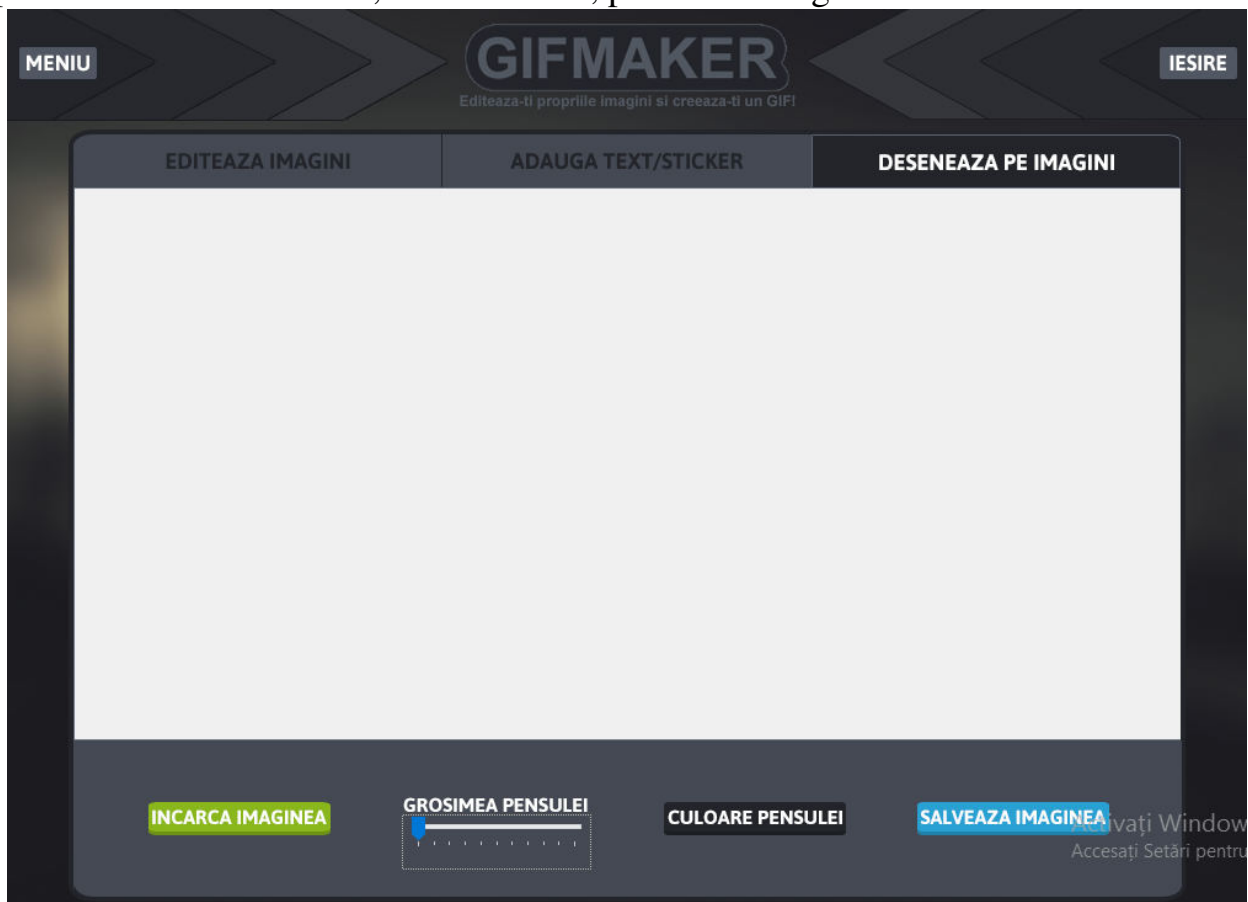 MENIU
GIFMAKER
IESIRE
Editeaza-ti propriile imagini si creeaza-ti un GIF!
EDITEAZA IMAGINI
ADAUGA TEXT/STICKER
DESENEAZA PE IMAGINI
INCARCA IMAGINEA
GROSIMEA PENSULEI
CULOARE PENSULEI
SALVEAZA IMAGINEA
Activați Window
Accesați Setări pentru